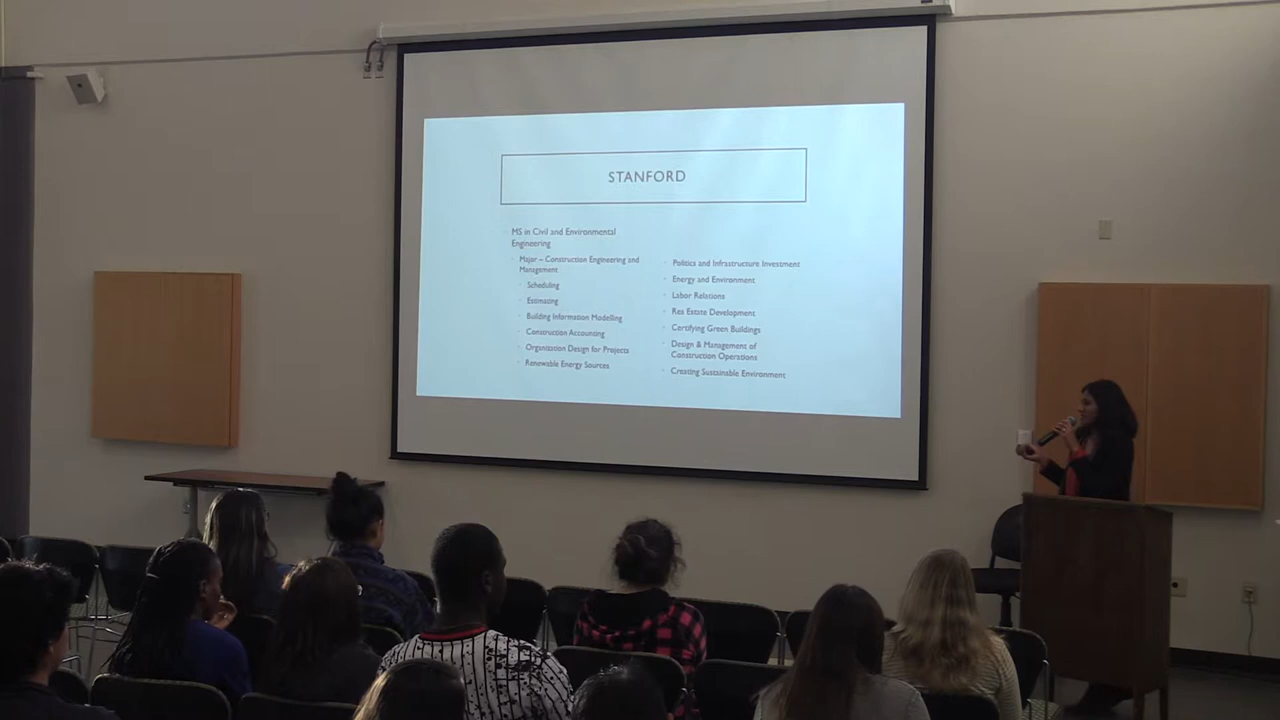 STANFORD
MS in Civil and Environmental
Engineering
Major – Construction Engineering and
Management
Scheduling
Estimating
Building Information Modelling
Construction Accounting
Organization Design for Projects
Renewable Energy Sources
Politics and Infrastructure Investment
Energy and Environment
Labor Relations
Rea Estate Development
Certifying Green Buildings
Design & Management of
Construction Operations
Creating Sustainable Environment